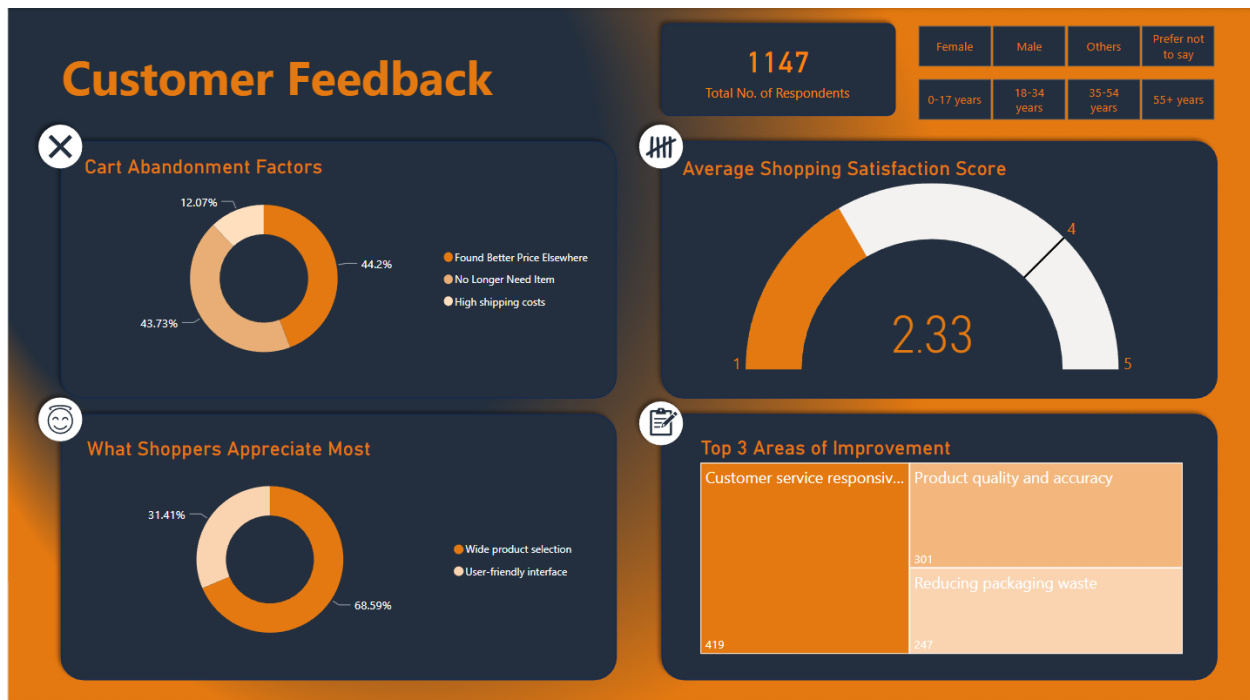 Customer Feedback
1147
Total No. of Respondents
Female
Male
Others
Prefer not
to say
0-17 years
18-34
years
35-54
years
55+ years
Cart Abandonment Factors
12.07%
44.2%
43.73%
Found Better Price Elsewhere
No Longer Need Item
High shipping costs
Average Shopping Satisfaction Score
4
2.33
1
5
What Shoppers Appreciate Most
31.41%
68.59%
Wide product selection
User-friendly interface
Top 3 Areas of Improvement
Customer service responsiv...
419
Product quality and accuracy
301
Reducing packaging waste
247